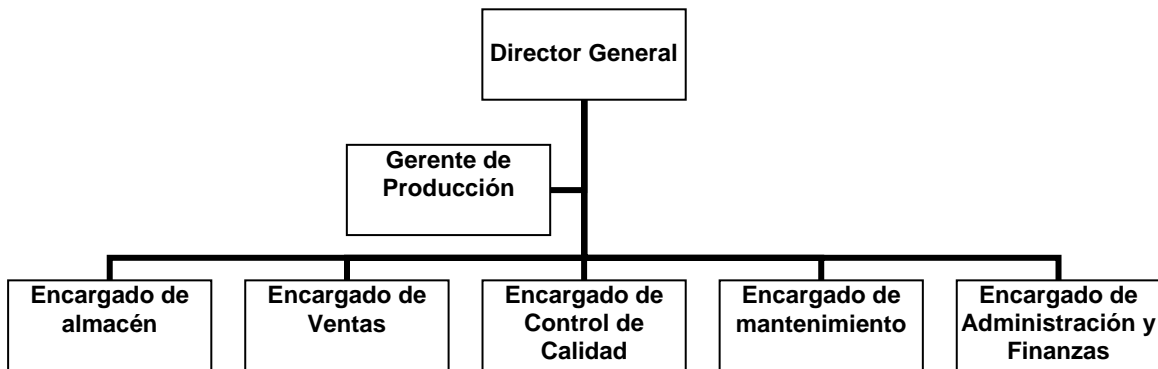 Director General
Gerente de
Producción
Encargado de
almacén
Encargado de
Ventas
Encargado de
Control de
Calidad
Encargado de
mantenimiento
Encargado de
Administración y
Finanzas